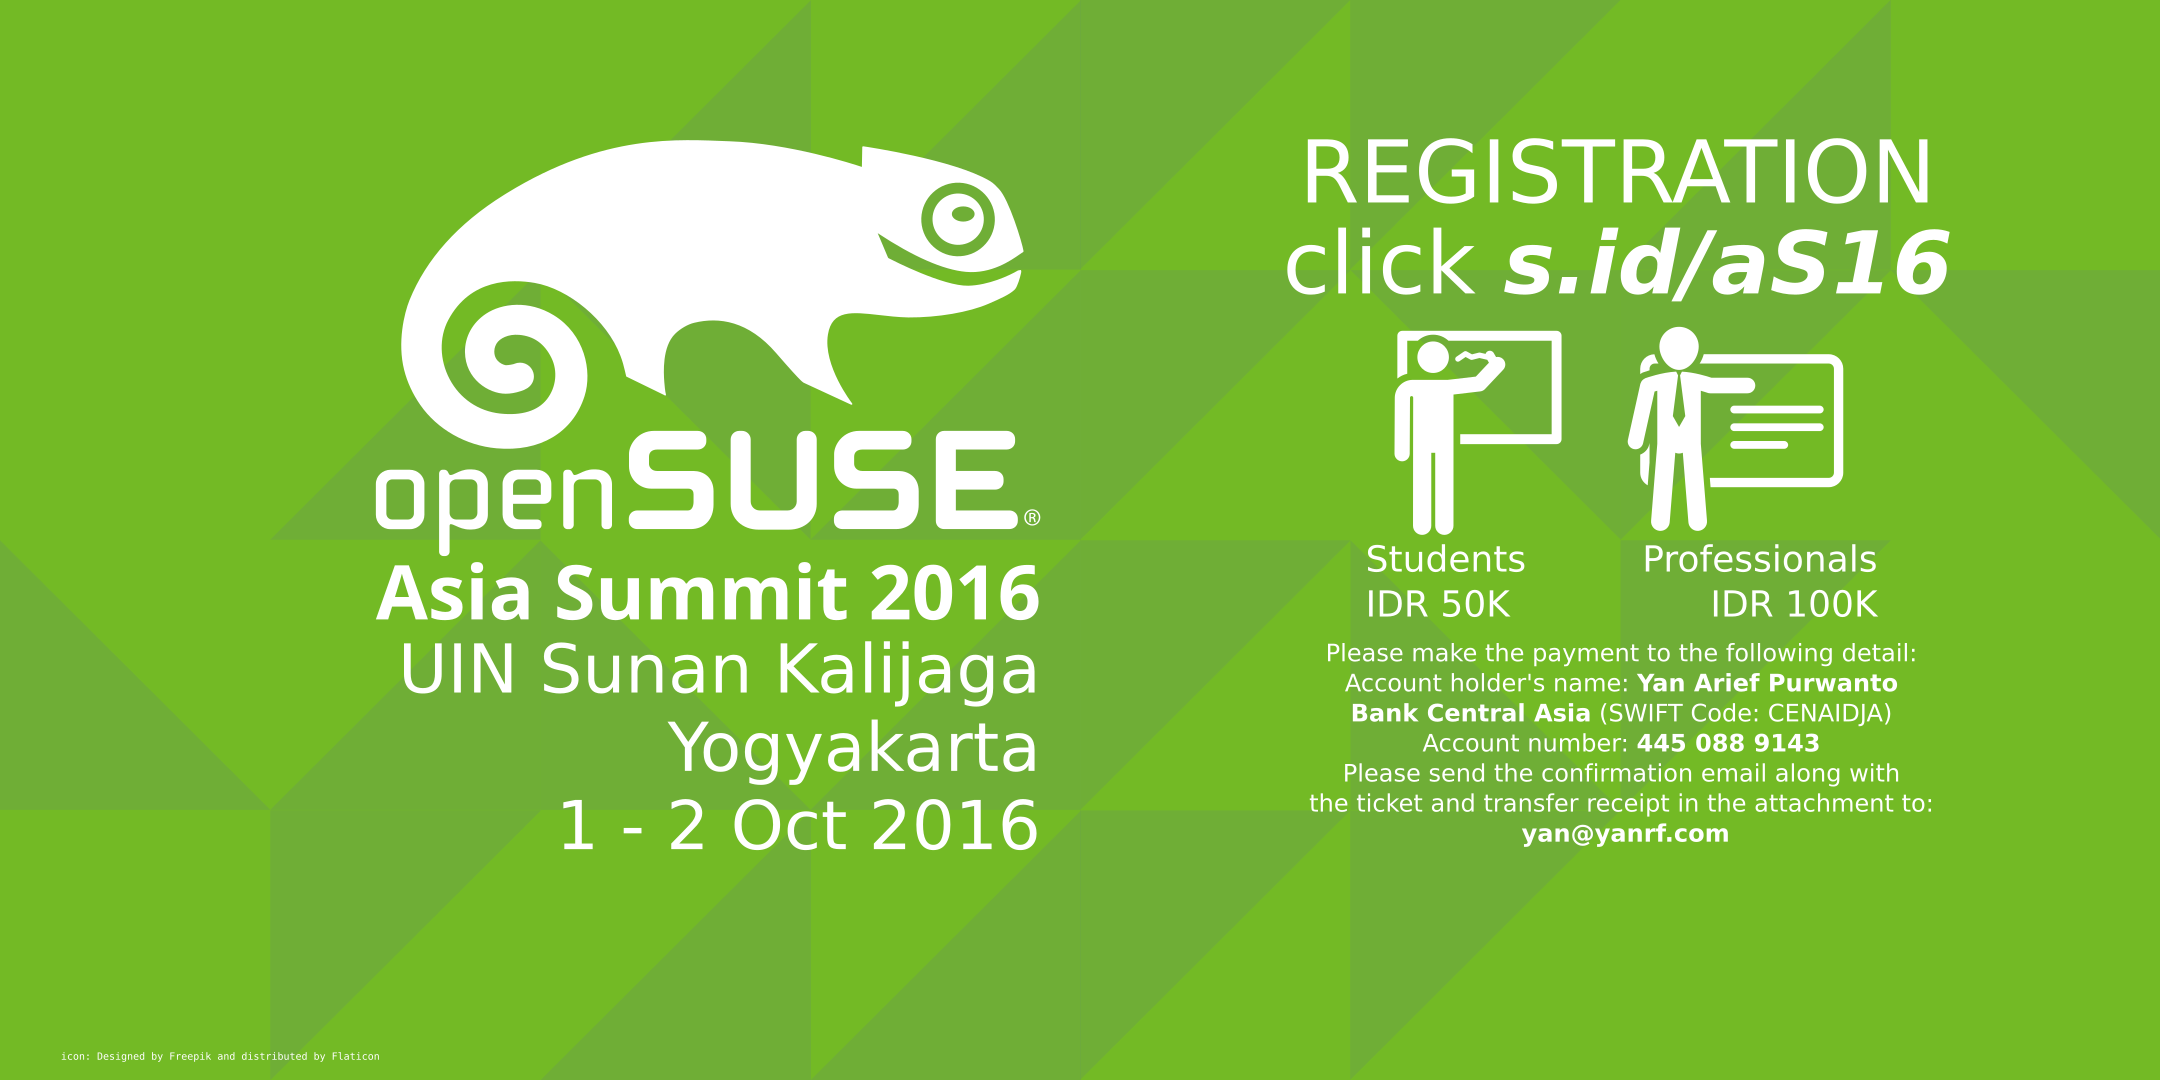 openSUSE®
Asia Summit 2016
UIN Sunan Kalijaga
Yogyakarta
1 - 2 Oct 2016
REGISTRATION
click s.id/aS16
Students
IDR 50K
Professionals
IDR 100K
Please make the payment to the following detail:
Account holder's name: Yan Arief Purwanto
Bank Central Asia (SWIFT Code: CENAIDJA)
Account number: 445 088 9143
Please send the confirmation email along with
the ticket and transfer receipt in the attachment to:
yan@yanrf.com
icon: Designed by Freepik and distributed by Flaticon